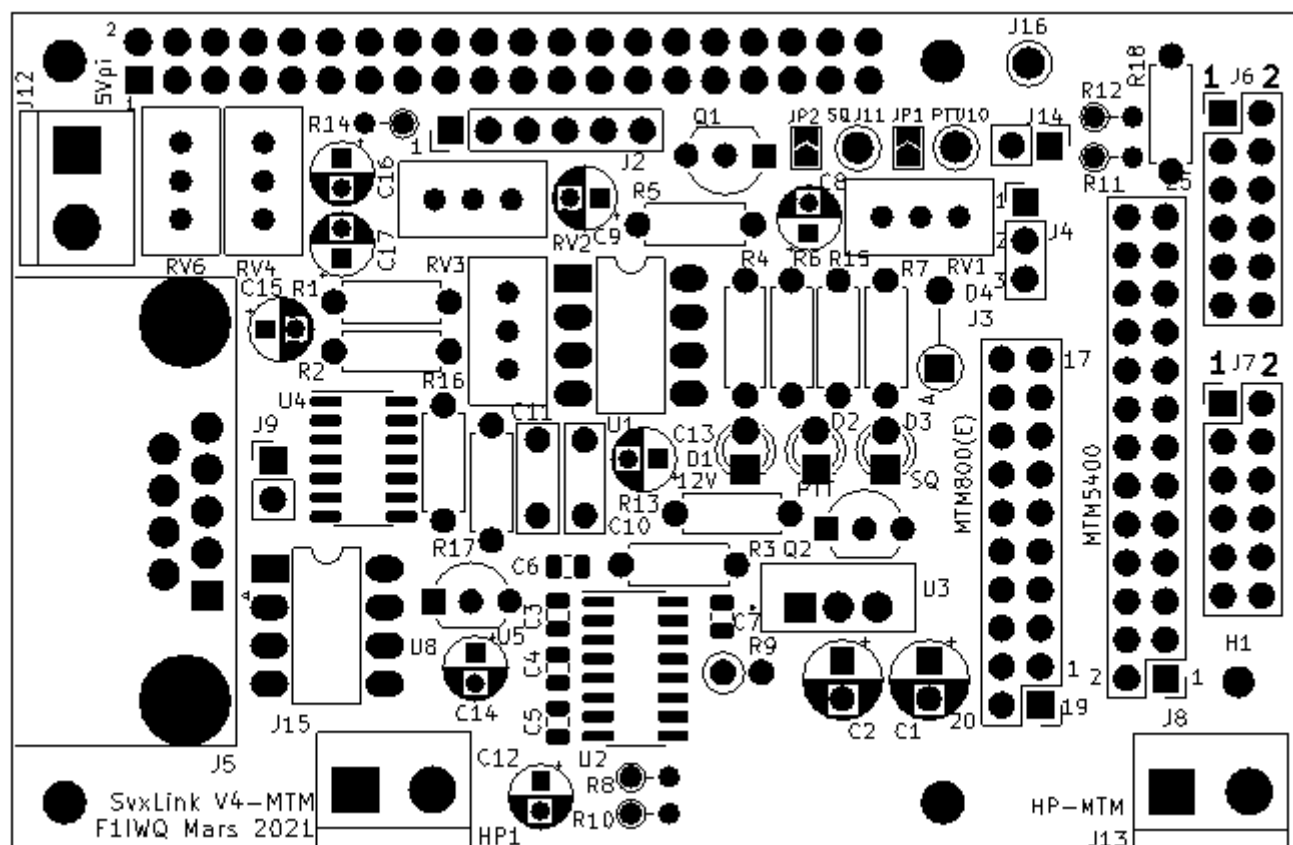 2
J16
J12
5Vpi
1
R18
1 J6 2
R12
R14
1
Q1
JP2 SQ J11 JP1 PTT J10
J14
J2
C16
R5
C8
R11
25
1
C17
RV2
C9
2
J4
RV6 RV4
RV3
R4 R6 R15 R7 RV1
3
C15 R1
D4
J3
R2
R16
17
A
1 J7 2
U4
C11
J9
U1
C13
D1
12V
D2
D3
MTM800(E)
MTM5400
PTT
SQ
R13
C10
R17
C6
R3 Q2
U3
C3
U5
C7
U8
C4
R9
H1
1
2
1
C14
C5
J15
C2 C1
20
19
J8
J5
C12
U2
R8
SvxLink V4-MTM
F1IWQ Mars 2021
HP1
R10
HP-MTM
J13